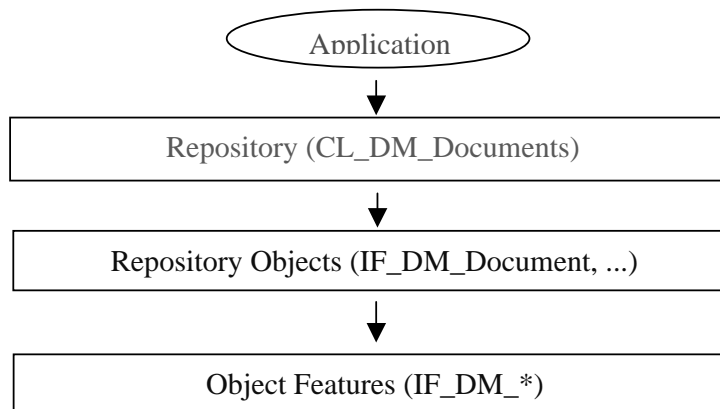 Application
Repository (CL_DM_Documents)
Repository Objects (IF_DM_Document, ...)
Object Features (IF_DM_*)